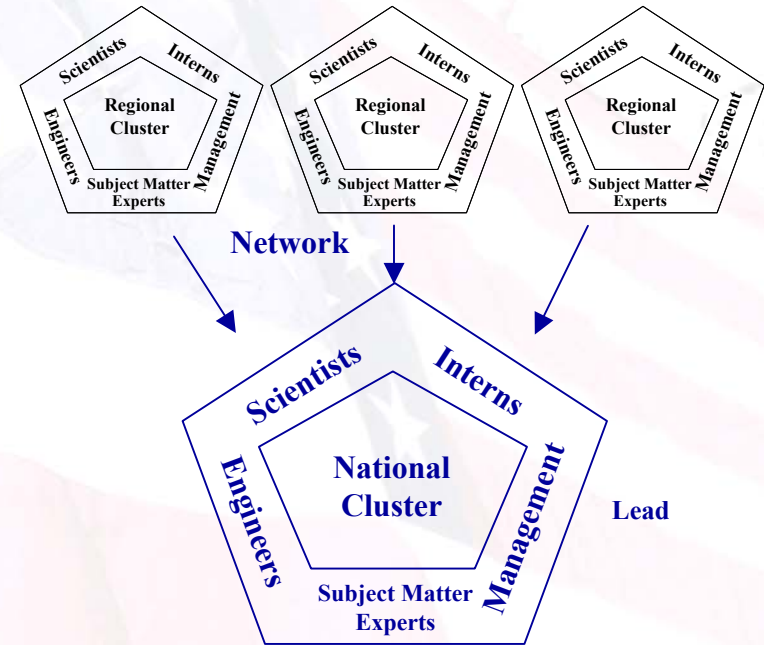 Scientists
Interns
Regional
Cluster
Engineers
Management
Subject Matter
Experts
Scientists
Interns
Regional
Cluster
Engineers
Management
Subject Matter
Experts
Scientists
Interns
Regional
Cluster
Engineers
Management
Subject Matter
Experts
Network
Scientists
Interns
National
Cluster
Engineers
Management
Lead
Subject Matter
Experts